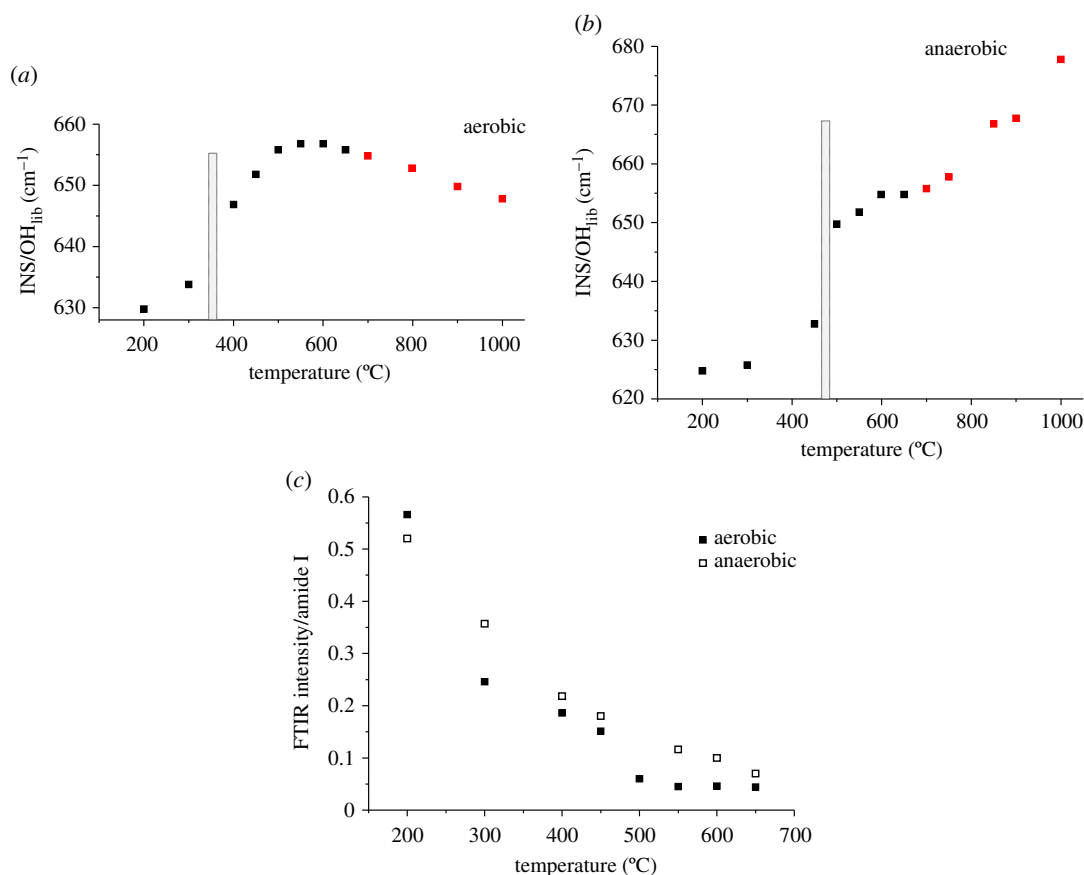 (a)
aerobic
INS/OHlib (cm–1)
660
650
640
630
200
400
600
800
1000
temperature (ºC)
(b)
anaerobic
INS/OHlib (cm–1)
680
670
660
650
640
630
620
200
400
600
800
1000
temperature (ºC)
(c)
FTIR intensity/amide I
0.6
0.5
0.4
0.3
0.2
0.1
0
aerobic
anaerobic
200
300
400
500
600
700
temperature (ºC)